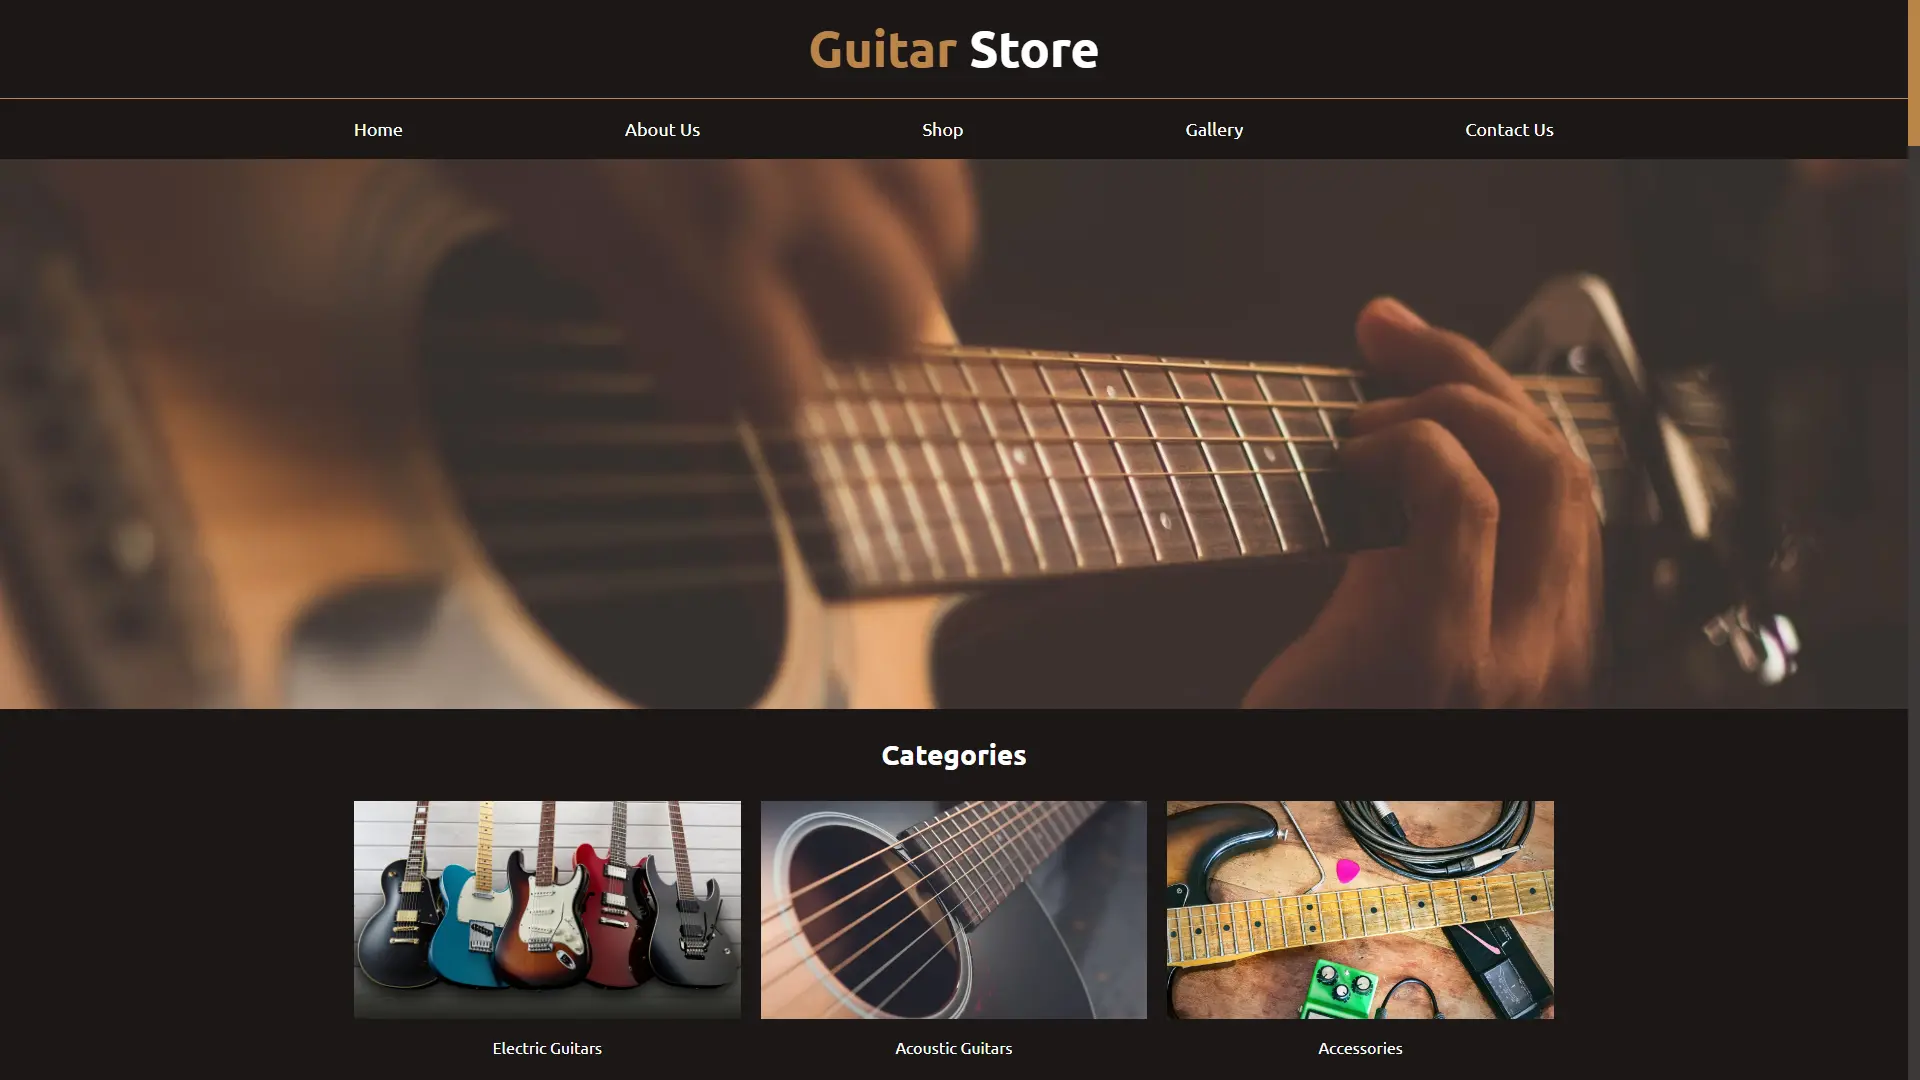 Guitar Store
Home About Us Shop Gallery Contact Us
Categories
Electric Guitars Acoustic Guitars Accessories